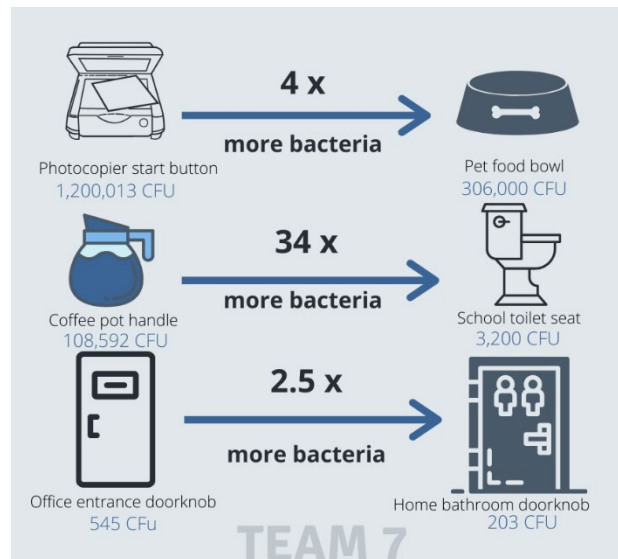 4 x
more bacteria
Photocopier start button
1,200,013 CFU
Pet food bowl
306,000 CFU
34 x
more bacteria
Coffee pot handle
108,592 CFU
School toilet seat
3,200 CFU
2.5 x
more bacteria
Office entrance doorknob
545 CFu
Home bathroom doorknob
203 CFU
TEAM 7